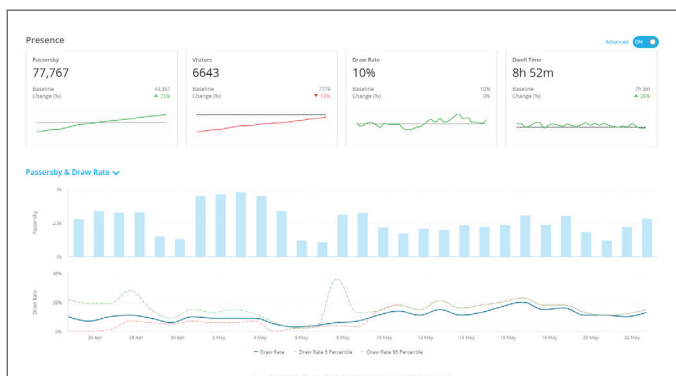 Presence
Advanced ON
Passersby
77,767
Baseline 44,361
Change (%) ▲ 75%
Visitors
6643
Baseline 7779
Change (%) ▼ 15%
Draw Rate
10%
Baseline 10%
Change (%) 0%
Dwell Time
8h 52m
Baseline 7h 3m
Change (%) ▲ 26%
Passersby & Draw Rate
5k
2.5k
0k
Passersby
40%
20%
0%
Draw Rate
26 Apr 28 Apr 30 Apr 2 May 4 May 6 May 8 May 10 May 12 May 14 May 16 May 18 May 20 May 22 May
Draw Rate Draw Rate 5 Percentile Draw Rate 95 Percentile